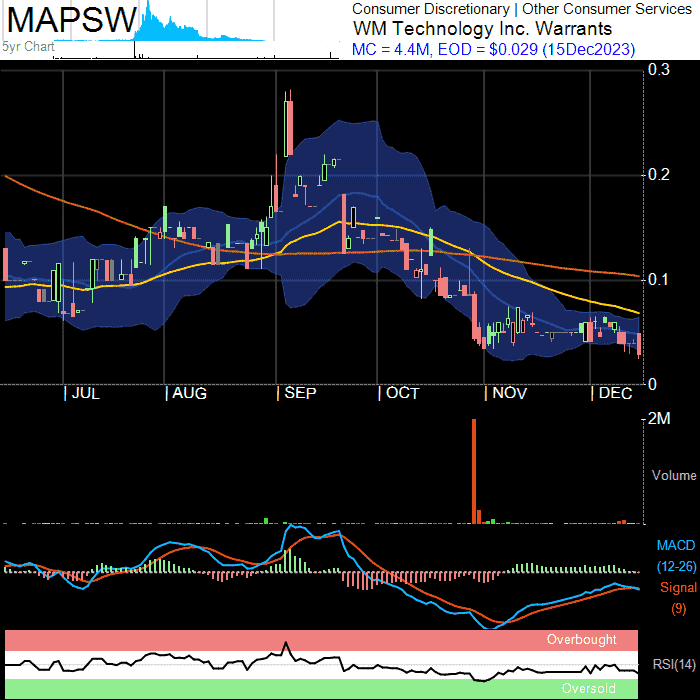 MAPSW
Consumer Discretionary | Other Consumer Services
WM Technology Inc. Warrants
5yr Chart
MC = 4.4M, EOD = $0.029 (15Dec2023)
0.3
0.2
0.1
0
| JUL
| AUG
| SEP
| OCT
| NOV
| DEC
2M
Volume
MACD
(12-26)
Signal
(9)
Overbought
RSI(14)
Oversold